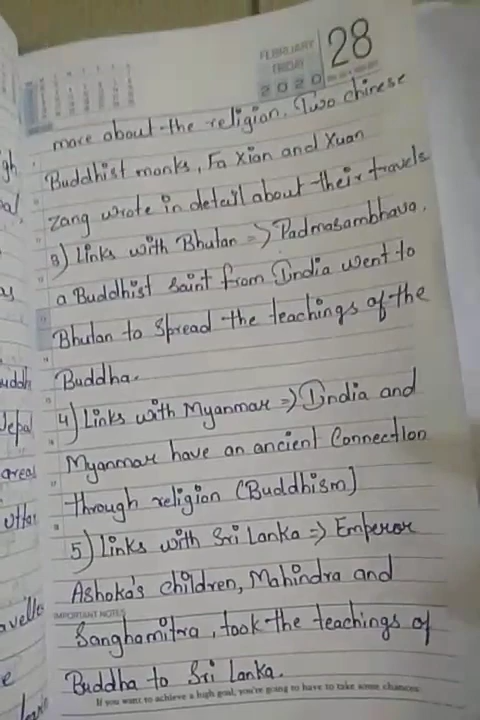 FEBRUARY
FRIDAY
2020
28
more about the religion. Two chinese
Buddhist monks, Fa Xian and Xuan
zang wrote in detail about their travels
3) Links with Bhutan => Padmasambhava,
a Buddhist saint from India went to
Bhutan to spread the teachings of the
Buddha.
4) Links with Myanmar => India and
Myanmar have an ancient connection
through religion (Buddhism)
5) Links with Sri Lanka => Emperor
Ashoka's children, Mahindra and
IMPORTANT NOTES
Sanghamitra, took the teachings of
Buddha to Sri Lanka.
If you want to achieve a high goal, you're going to have to take some chances.